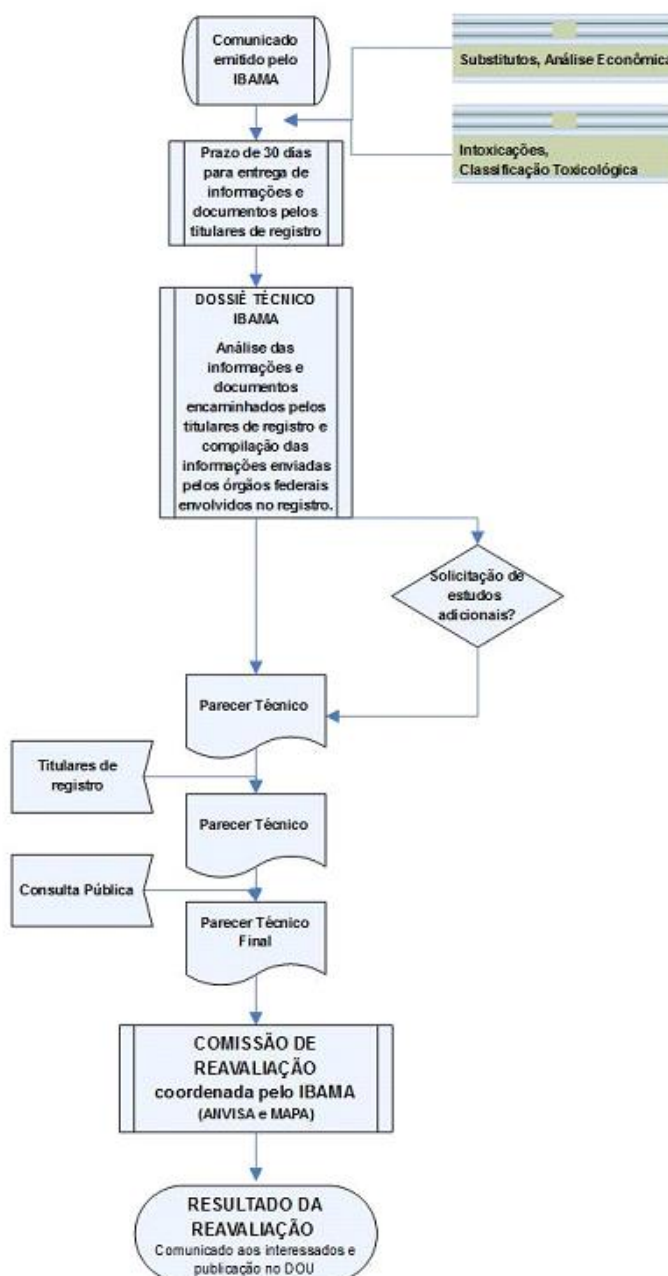 Comunicado
emitido pelo
IBAMA
Substitutos, Análise Econômica
Intoxicações,
Classificação Toxicológica
Prazo de 30 dias
para entrega de
informações e
documentos pelos
titulares de registro
DOSSIÊ TÉCNICO
IBAMA
Análise das
informações e
documentos
encaminhados pelos
titulares de registro e
compilação das
informações enviadas
pelos órgãos federais
envolvidos no registro.
Solicitação de
estudos
adicionais?
Parecer Técnico
Titulares de
registro
Parecer Técnico
Consulta Pública
Parecer Técnico
Final
COMISSÃO DE
REAVALIAÇÃO
coordenada pelo IBAMA
(ANVISA e MAPA)
RESULTADO DA
REAVALIAÇÃO
Comunicado aos interessados e
publicação no DOU